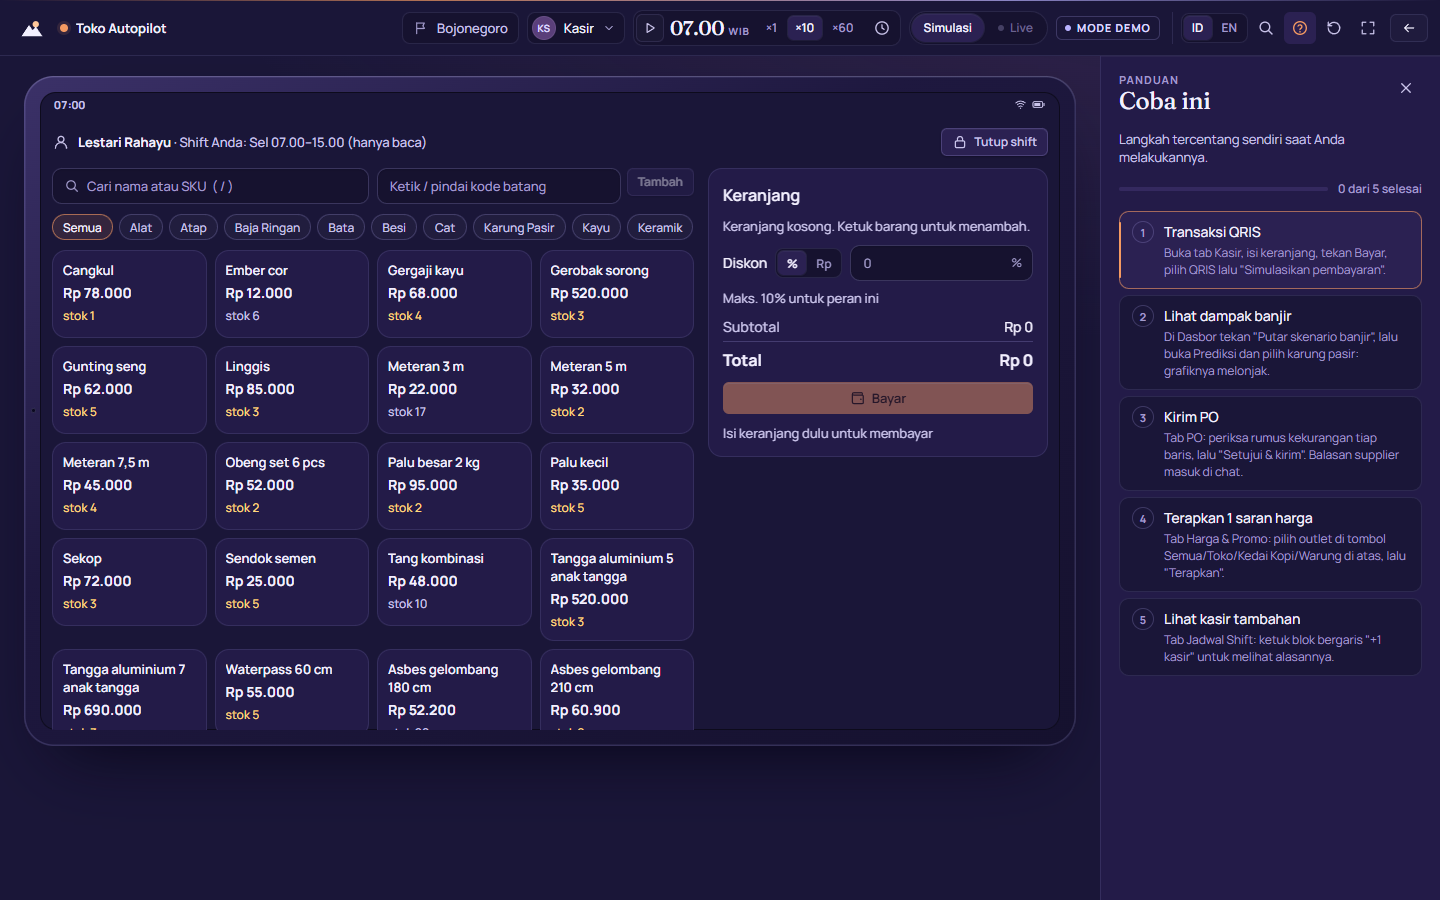 Toko Autopilot
Bojonegoro
KS Kasir
07.00 WIB
×1 ×10 ×60
Simulasi Live
MODE DEMO
ID EN
07:00
Lestari Rahayu · Shift Anda: Sel 07.00–15.00 (hanya baca)
Tutup shift
Cari nama atau SKU ( / )
Ketik / pindai kode batang
Tambah
Semua Alat Atap Baja Ringan Bata Besi Cat Karung Pasir Kayu Keramik
Cangkul
Rp 78.000
stok 1
Ember cor
Rp 12.000
stok 6
Gergaji kayu
Rp 68.000
stok 4
Gerobak sorong
Rp 520.000
stok 3
Gunting seng
Rp 62.000
stok 5
Linggis
Rp 85.000
stok 3
Meteran 3 m
Rp 22.000
stok 17
Meteran 5 m
Rp 32.000
stok 2
Meteran 7,5 m
Rp 45.000
stok 4
Obeng set 6 pcs
Rp 52.000
stok 2
Palu besar 2 kg
Rp 95.000
stok 2
Palu kecil
Rp 35.000
stok 5
Sekop
Rp 72.000
stok 3
Sendok semen
Rp 25.000
stok 5
Tang kombinasi
Rp 48.000
stok 10
Tangga aluminium 5
anak tangga
Rp 520.000
stok 3
Tangga aluminium 7
anak tangga
Rp 690.000
Waterpass 60 cm
Rp 55.000
stok 5
Asbes gelombang
180 cm
Rp 52.200
Asbes gelombang
210 cm
Rp 60.900
Keranjang
Keranjang kosong. Ketuk barang untuk menambah.
Diskon % Rp 0 %
Maks. 10% untuk peran ini
Subtotal Rp 0
Total Rp 0
Bayar
Isi keranjang dulu untuk membayar
PANDUAN
Coba ini
Langkah tercentang sendiri saat Anda
melakukannya.
0 dari 5 selesai
1 Transaksi QRIS
Buka tab Kasir, isi keranjang, tekan Bayar,
pilih QRIS lalu "Simulasikan pembayaran".
2 Lihat dampak banjir
Di Dasbor tekan "Putar skenario banjir", lalu
buka Prediksi dan pilih karung pasir:
grafiknya melonjak.
3 Kirim PO
Tab PO: periksa rumus kekurangan tiap
baris, lalu "Setujui & kirim". Balasan supplier
masuk di chat.
4 Terapkan 1 saran harga
Tab Harga & Promo: pilih outlet di tombol
Semua/Toko/Kedai Kopi/Warung di atas, lalu
"Terapkan".
5 Lihat kasir tambahan
Tab Jadwal Shift: ketuk blok bergaris "+1
kasir" untuk melihat alasannya.